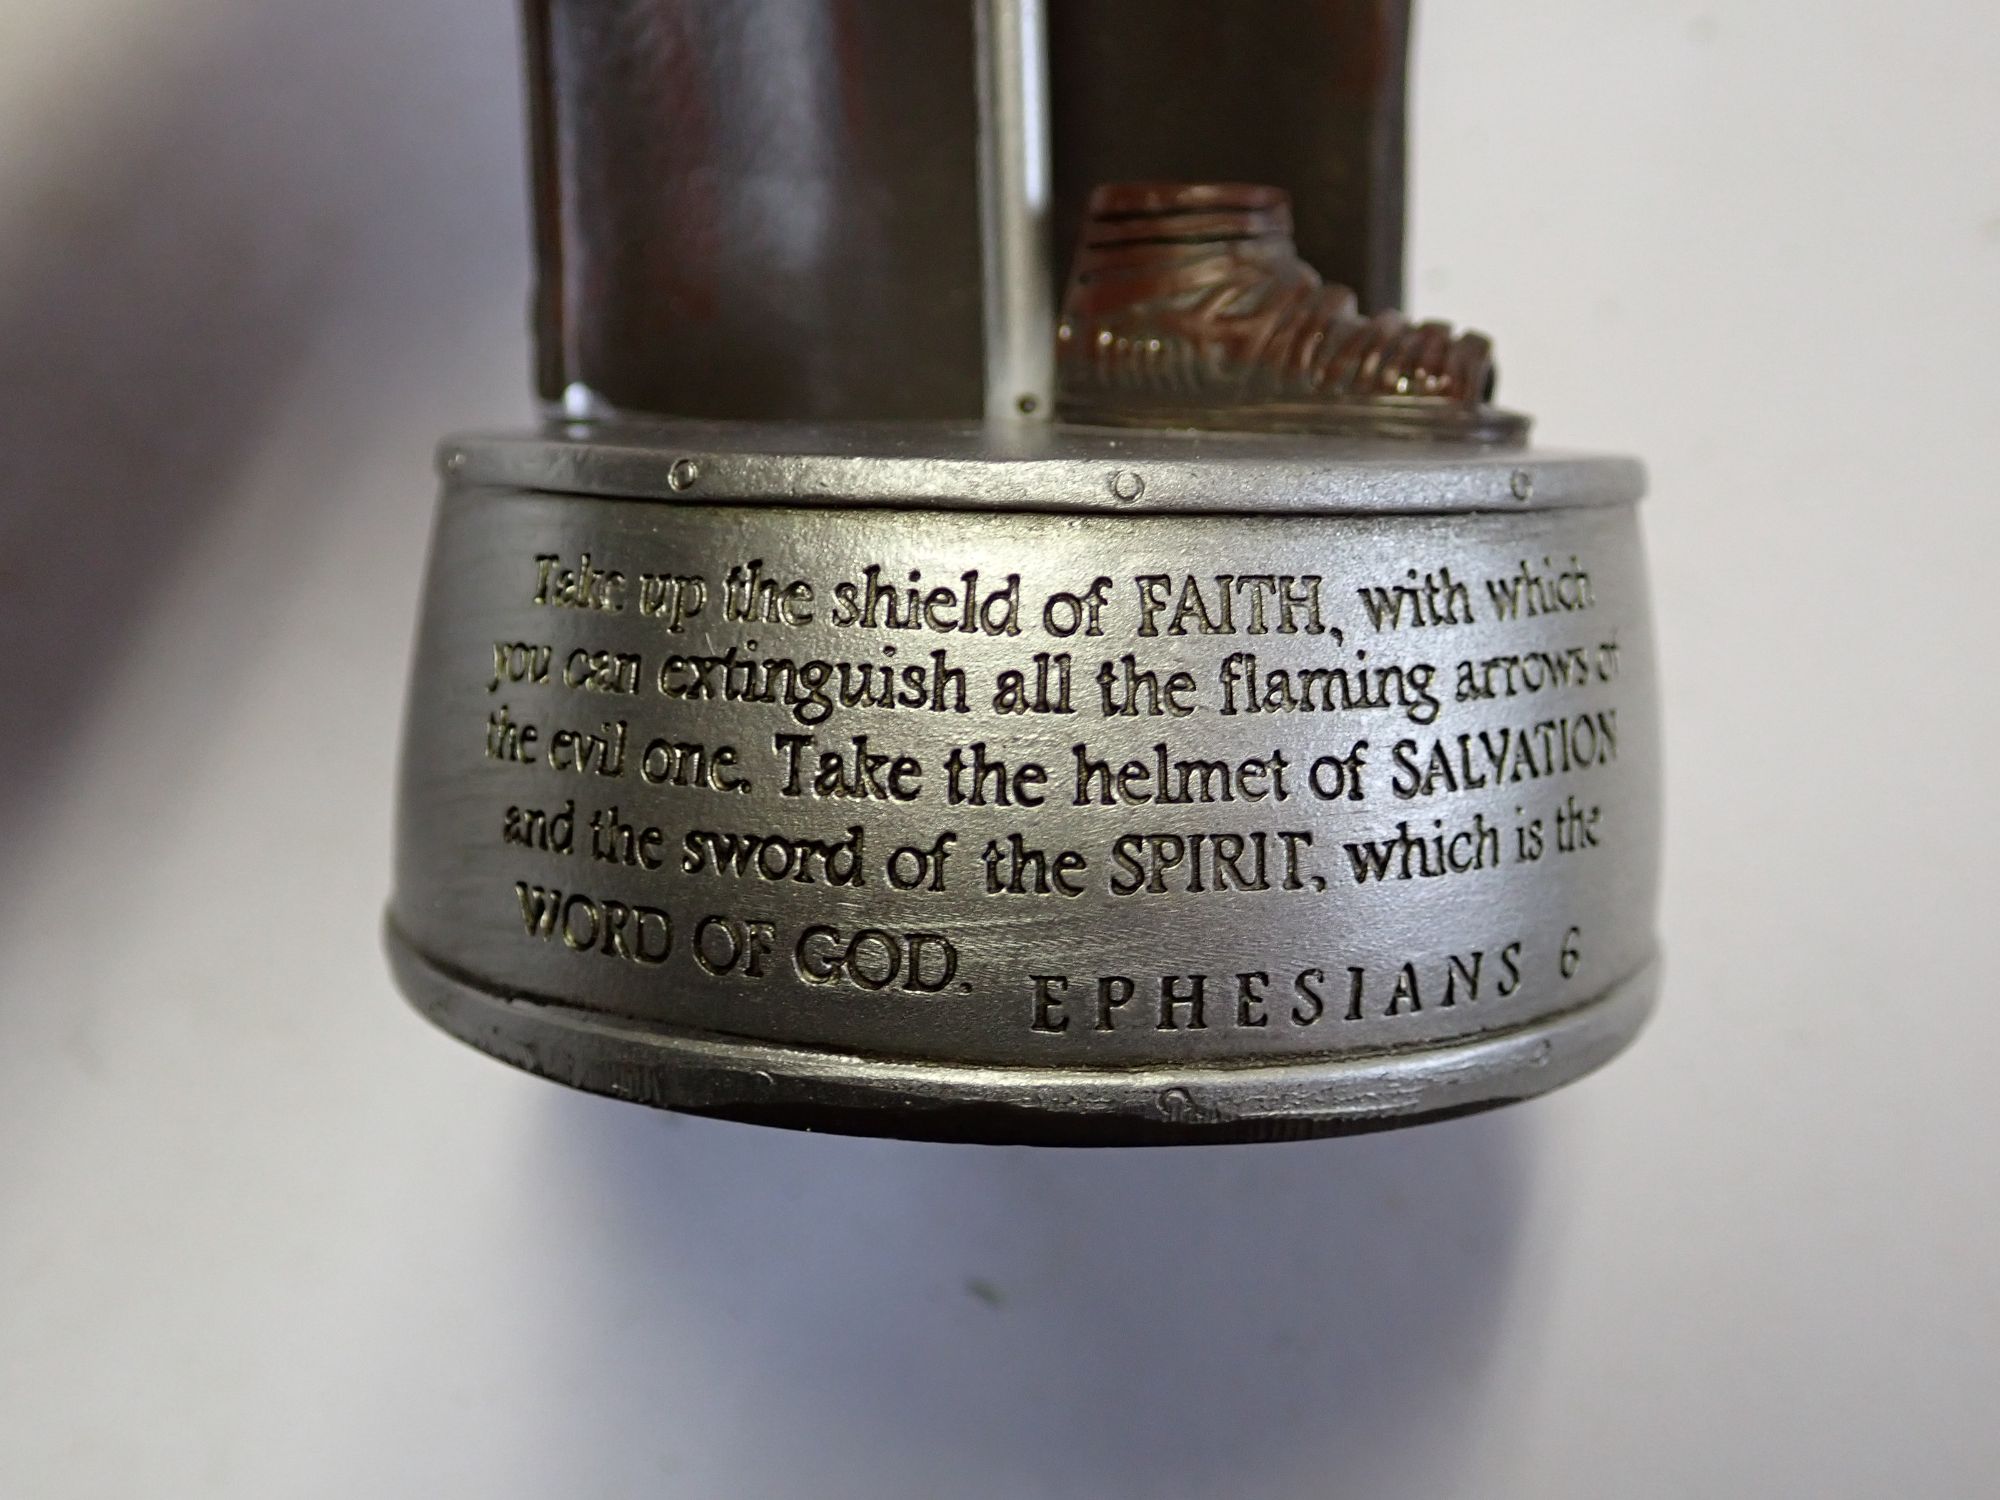 Take up the shield of FAITH, with which
you can extinguish all the flaming arrows of
the evil one. Take the helmet of SALVATION
and the sword of the SPIRIT, which is the
WORD OF GOD.
EPHESIANS 6